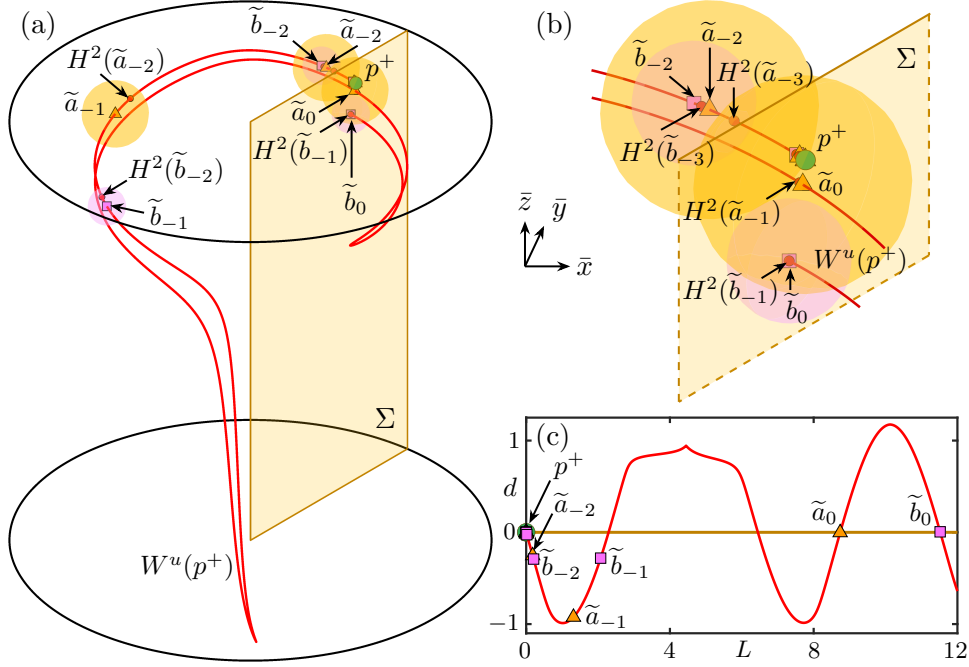 (a)
b̃₋₂
ã₋₂
H²(ã₋₂)
p⁺
ã₋₁
ã₀
H²(b̃₋₁)
H²(b̃₋₂)
b̃₋₁
b̃₀
Σ
Wᵘ(p⁺)
(b)
ã₋₂
b̃₋₂
H²(ã₋₃)
Σ
p⁺
H²(b̃₋₃)
ã₀
H²(ã₋₁)
z̄
ȳ
x̄
Wᵘ(p⁺)
H²(b̃₋₁)
b̃₀
(c)
1
d
p⁺
ã₋₂
ã₀
b̃₀
0
b̃₋₂
b̃₋₁
ã₋₁
−1
0
4
L
8
12